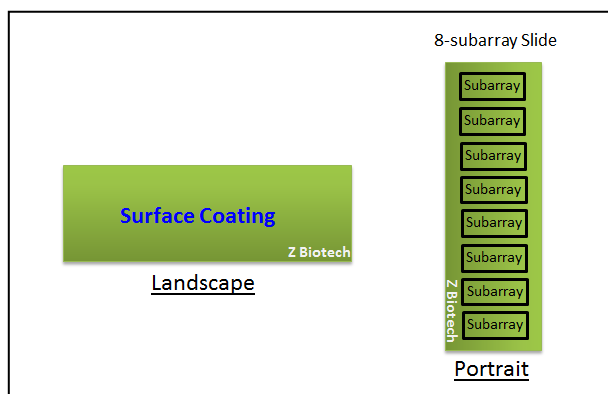 8-subarray Slide
Subarray
Subarray
Subarray
Subarray
Subarray
Subarray
Subarray
Subarray
Z Biotech
Portrait
Surface Coating
Z Biotech
Landscape